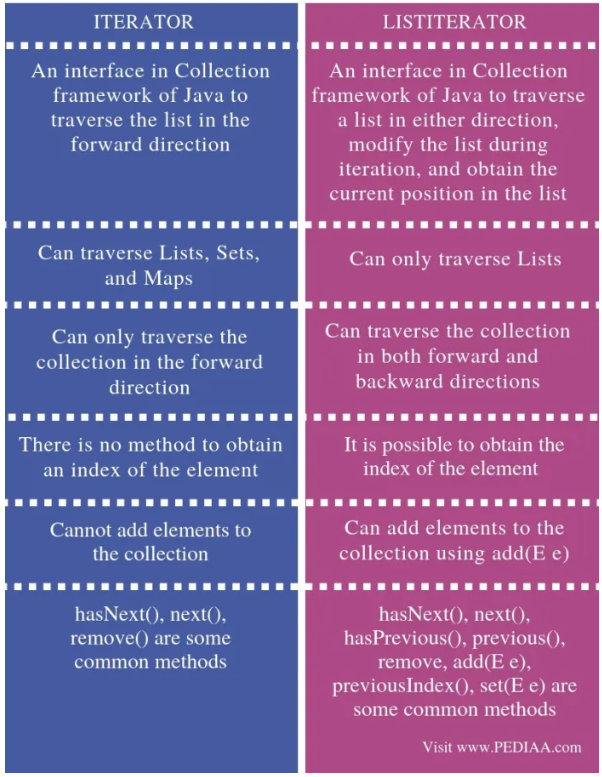 ITERATOR
An interface in Collection
framework of Java to
traverse the list in the
forward direction
Can traverse Lists, Sets,
and Maps
Can only traverse the
collection in the forward
direction
There is no method to obtain
an index of the element
Cannot add elements to
the collection
hasNext(), next(),
remove() are some
common methods
LISTITERATOR
An interface in Collection
framework of Java to traverse
a list in either direction,
modify the list during
iteration, and obtain the
current position in the list
Can only traverse Lists
Can traverse the collection
in both forward and
backward directions
It is possible to obtain the
index of the element
Can add elements to the
collection using add(E e)
hasNext(), next(),
hasPrevious(), previous(),
remove, add(E e),
previousIndex(), set(E e) are
some common methods
Visit www.PEDIAA.com